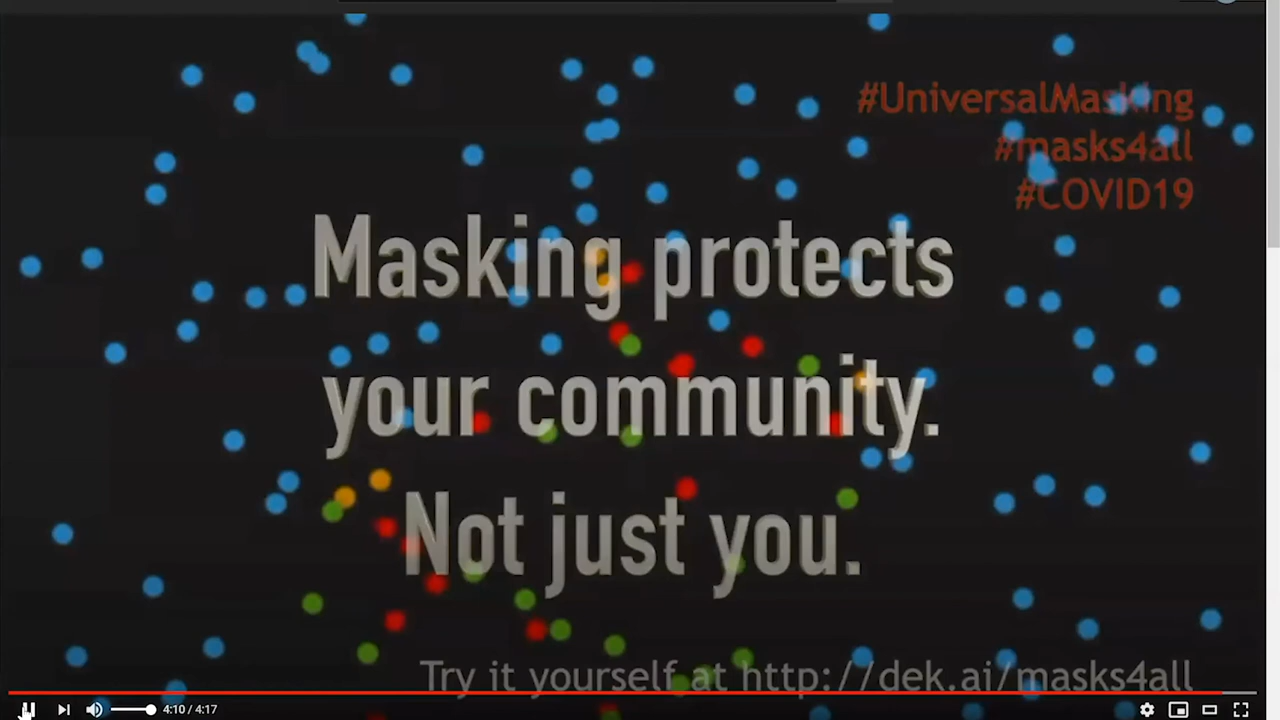 #UniversalMasking
#masks4all
#COVID19
Masking protects
your community.
Not just you.
Try it yourself at http://dek.ai/masks4all
4:10 / 4:17